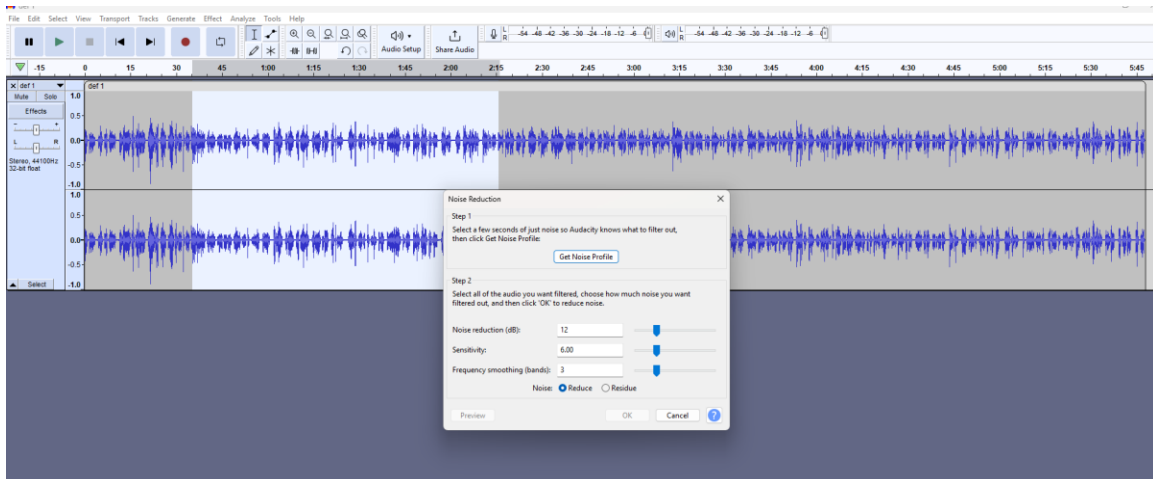 File Edit Select View Transport Tracks Generate Effect Analyze Tools Help
Audio Setup
Share Audio
L
R
-54 -48 -42 -36 -30 -24 -18 -12 -6 0
L
R
-54 -48 -42 -36 -30 -24 -18 -12 -6 0
-15 0 15 30 45 1:00 1:15 1:30 1:45 2:00 2:15 2:30 2:45 3:00 3:15 3:30 3:45 4:00 4:15 4:30 4:45 5:00 5:15 5:30 5:45
def 1
def 1
Mute Solo
Effects
- +
L R
Stereo, 44100Hz
32-bit float
Select
1.0
0.5
0.0
-0.5
-1.0
1.0
0.5
0.0
-0.5
-1.0
Noise Reduction
Step 1
Select a few seconds of just noise so Audacity knows what to filter out,
then click Get Noise Profile:
Get Noise Profile
Step 2
Select all of the audio you want filtered, choose how much noise you want
filtered out, and then click 'OK' to reduce noise.
Noise reduction (dB): 12
Sensitivity: 6.00
Frequency smoothing (bands): 3
Noise: Reduce Residue
Preview OK Cancel ?